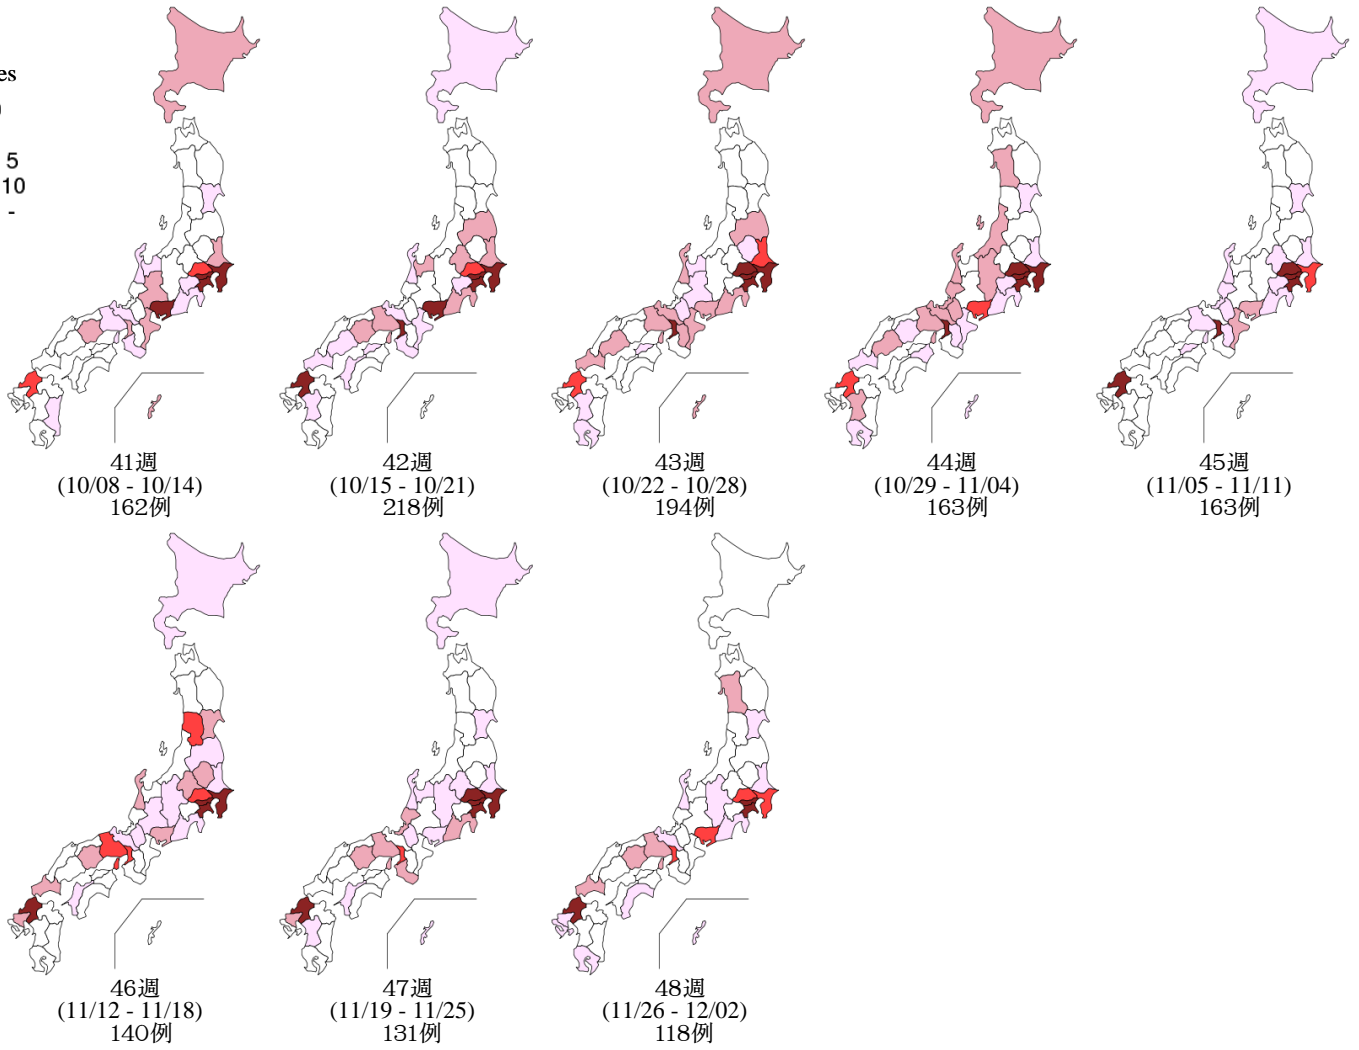 es
5
10
-
41週
(10/08 - 10/14)
162例
42週
(10/15 - 10/21)
218例
43週
(10/22 - 10/28)
194例
44週
(10/29 - 11/04)
163例
45週
(11/05 - 11/11)
163例
46週
(11/12 - 11/18)
140例
47週
(11/19 - 11/25)
131例
48週
(11/26 - 12/02)
118例